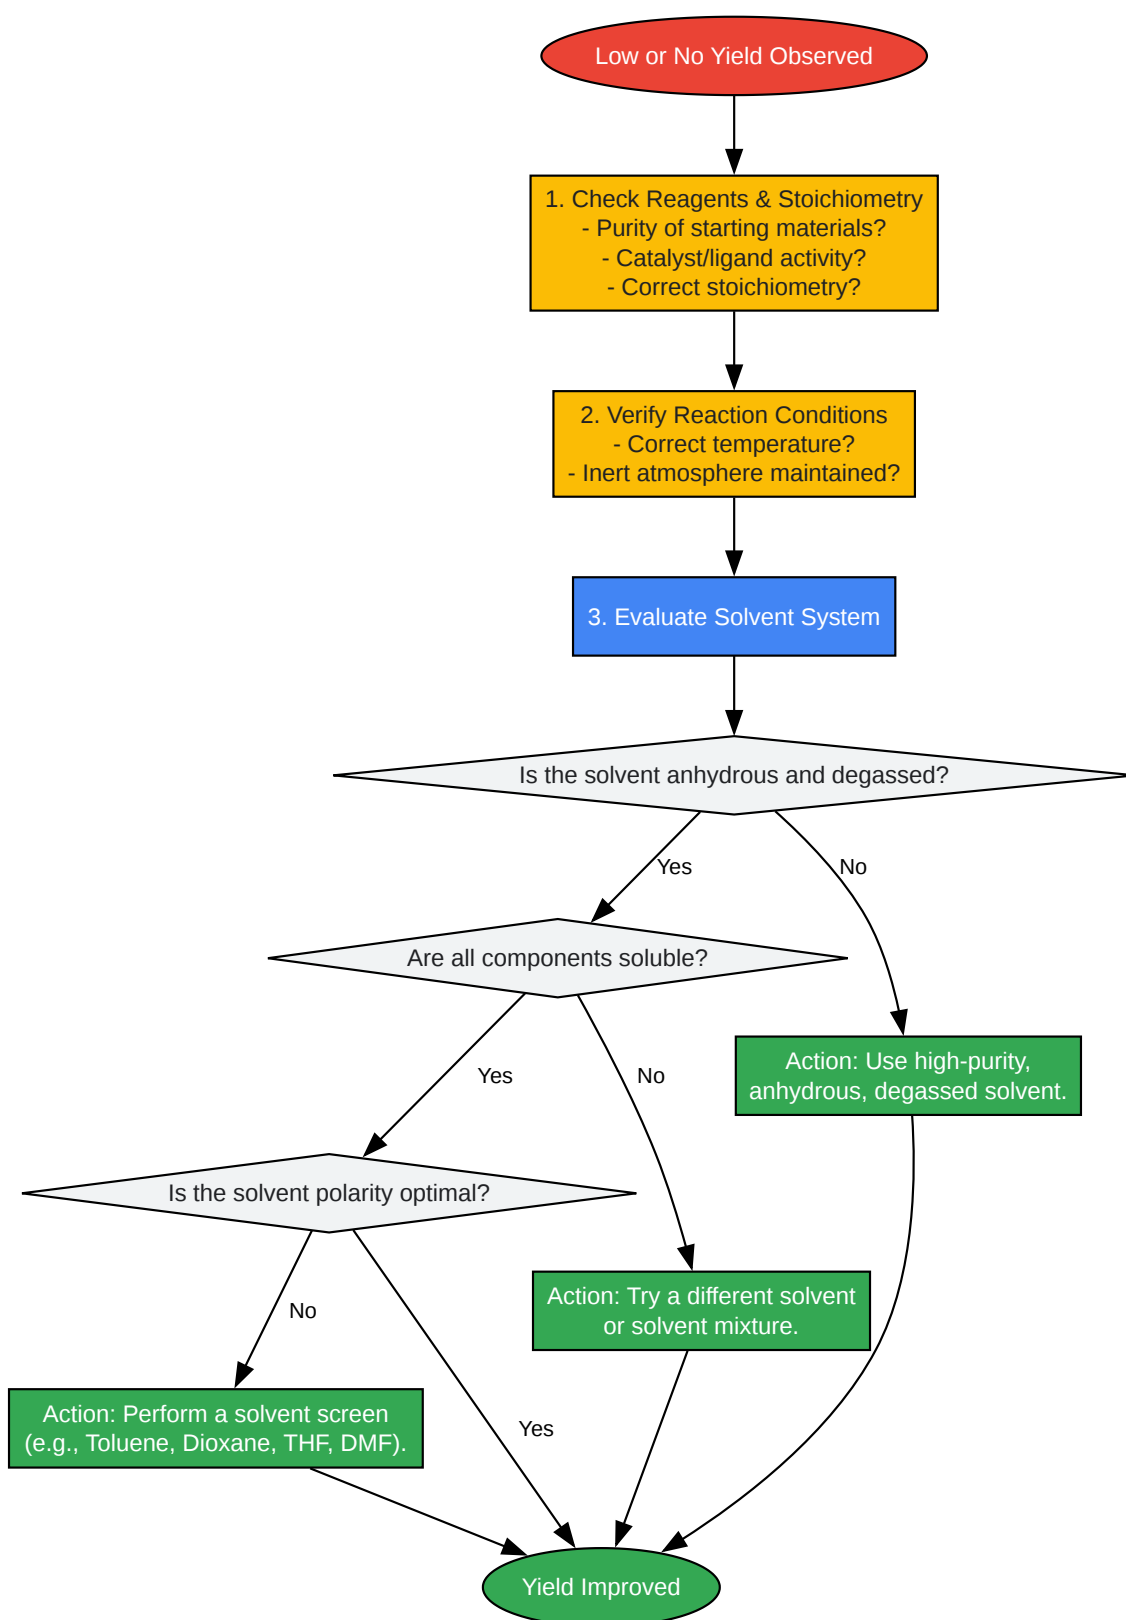 Low or No Yield Observed
1. Check Reagents & Stoichiometry
- Purity of starting materials?
- Catalyst/ligand activity?
- Correct stoichiometry?
2. Verify Reaction Conditions
- Correct temperature?
- Inert atmosphere maintained?
3. Evaluate Solvent System
Is the solvent anhydrous and degassed?
Yes
No
Are all components soluble?
Yes
No
Action: Use high-purity,
anhydrous, degassed solvent.
Is the solvent polarity optimal?
No
Yes
Action: Try a different solvent
or solvent mixture.
Action: Perform a solvent screen
(e.g., Toluene, Dioxane, THF, DMF).
Yield Improved